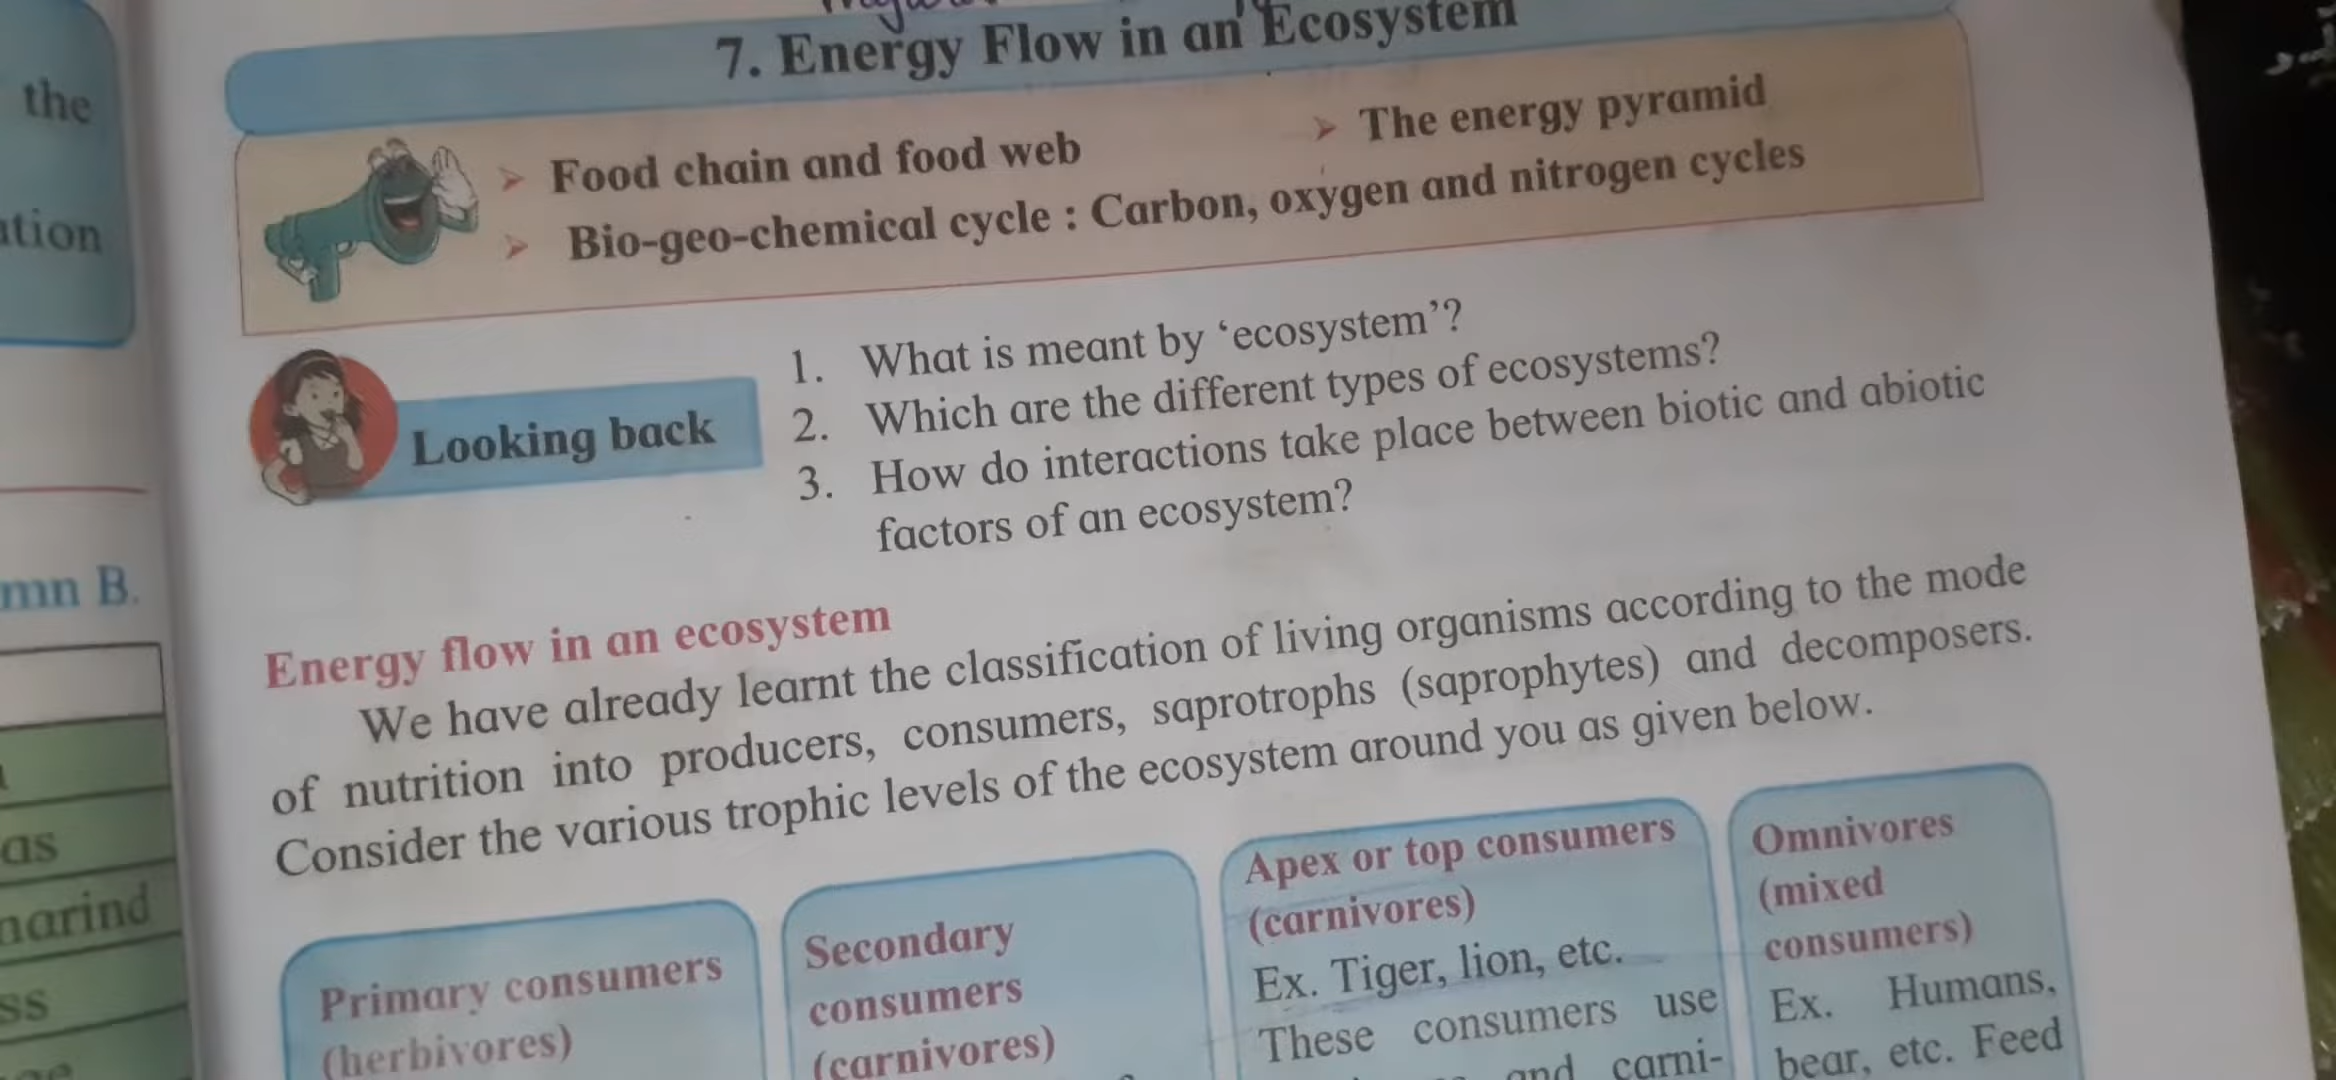 the
ation
mn B.
as
marind
ss
7. Energy Flow in an Ecosystem
➤ Food chain and food web
➤ The energy pyramid
➤ Bio-geo-chemical cycle : Carbon, oxygen and nitrogen cycles
Looking back
1. What is meant by ‘ecosystem’?
2. Which are the different types of ecosystems?
3. How do interactions take place between biotic and abiotic
factors of an ecosystem?
Energy flow in an ecosystem
We have already learnt the classification of living organisms according to the mode
of nutrition into producers, consumers, saprotrophs (saprophytes) and decomposers.
Consider the various trophic levels of the ecosystem around you as given below.
Primary consumers
(herbivores)
Secondary
consumers
(carnivores)
Apex or top consumers
(carnivores)
Ex. Tiger, lion, etc.
These consumers use
and carni-
Omnivores
(mixed
consumers)
Ex. Humans,
bear, etc. Feed